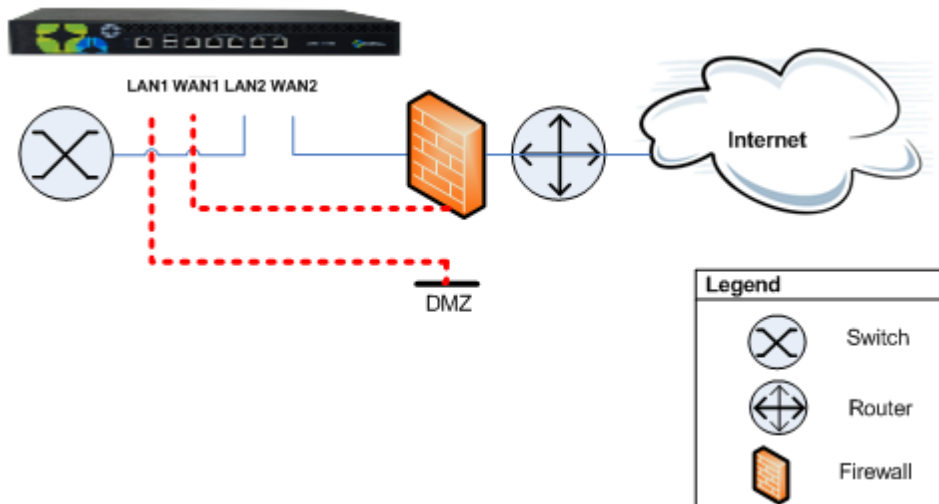 LAN1 WAN1 LAN2 WAN2
Internet
DMZ
Legend
Switch
Router
Firewall